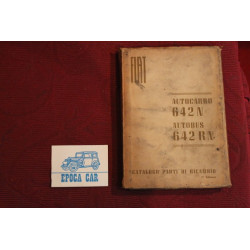 FIAT
AUTOCARRO
642 N
AUTOBUS
642 RN
CATALOGO PARTI DI RICAMBIO
EPOCA CAR